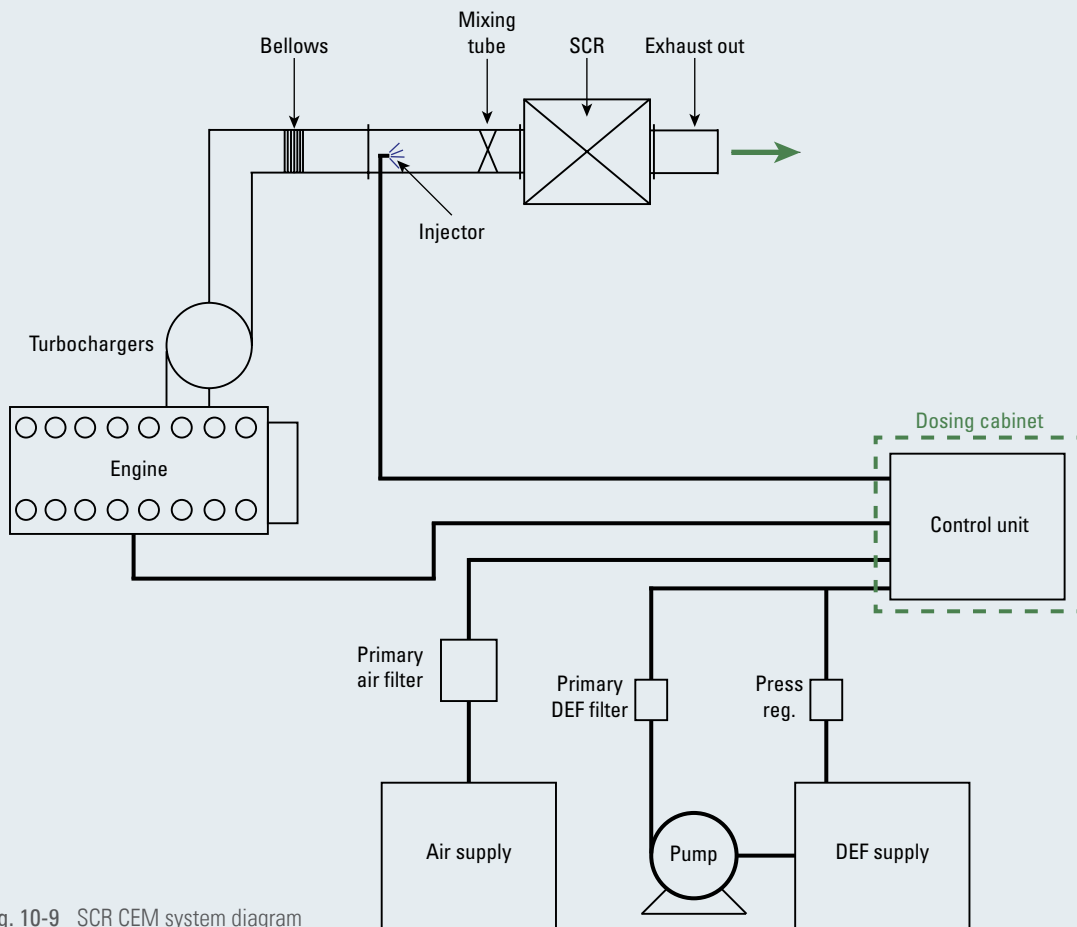 Mixing
tube
Bellows
SCR
Exhaust out
Injector
Turbochargers
Engine
Dosing cabinet
Control unit
Primary
air filter
Primary
DEF filter
Press
reg.
Air supply
Pump
DEF supply
g. 10-9 SCR CEM system diagram